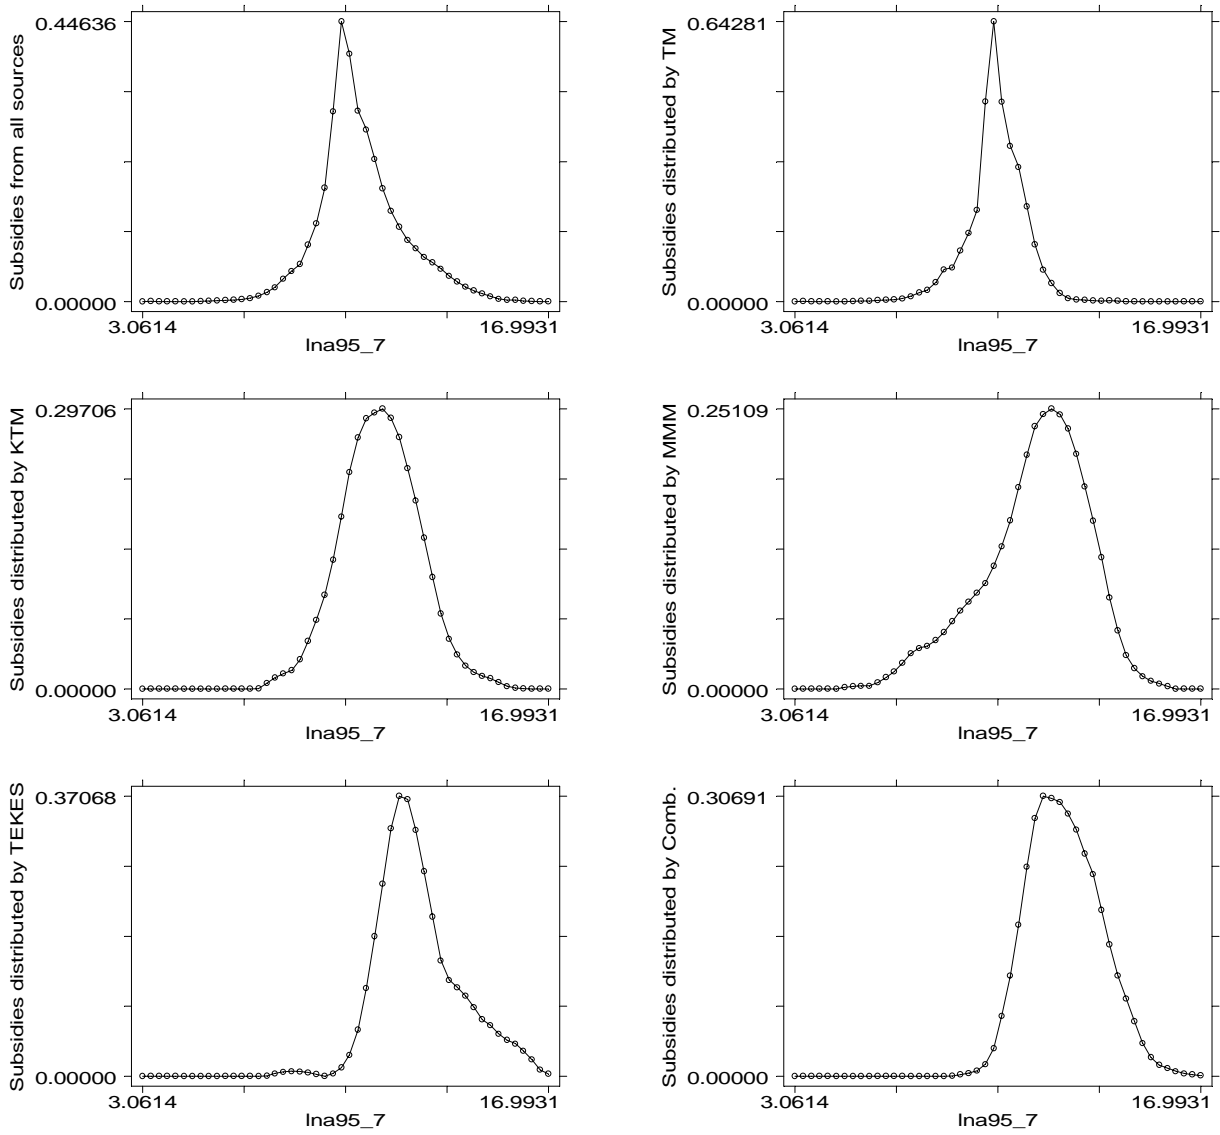 Subsidies from all sources
0.44636
0.00000
3.0614
16.9931
lna95_7
Subsidies distributed by TM
0.64281
0.00000
3.0614
16.9931
lna95_7
Subsidies distributed by KTM
0.29706
0.00000
3.0614
16.9931
lna95_7
Subsidies distributed by MMM
0.25109
0.00000
3.0614
16.9931
lna95_7
Subsidies distributed by TEKES
0.37068
0.00000
3.0614
16.9931
lna95_7
Subsidies distributed by Comb.
0.30691
0.00000
3.0614
16.9931
lna95_7